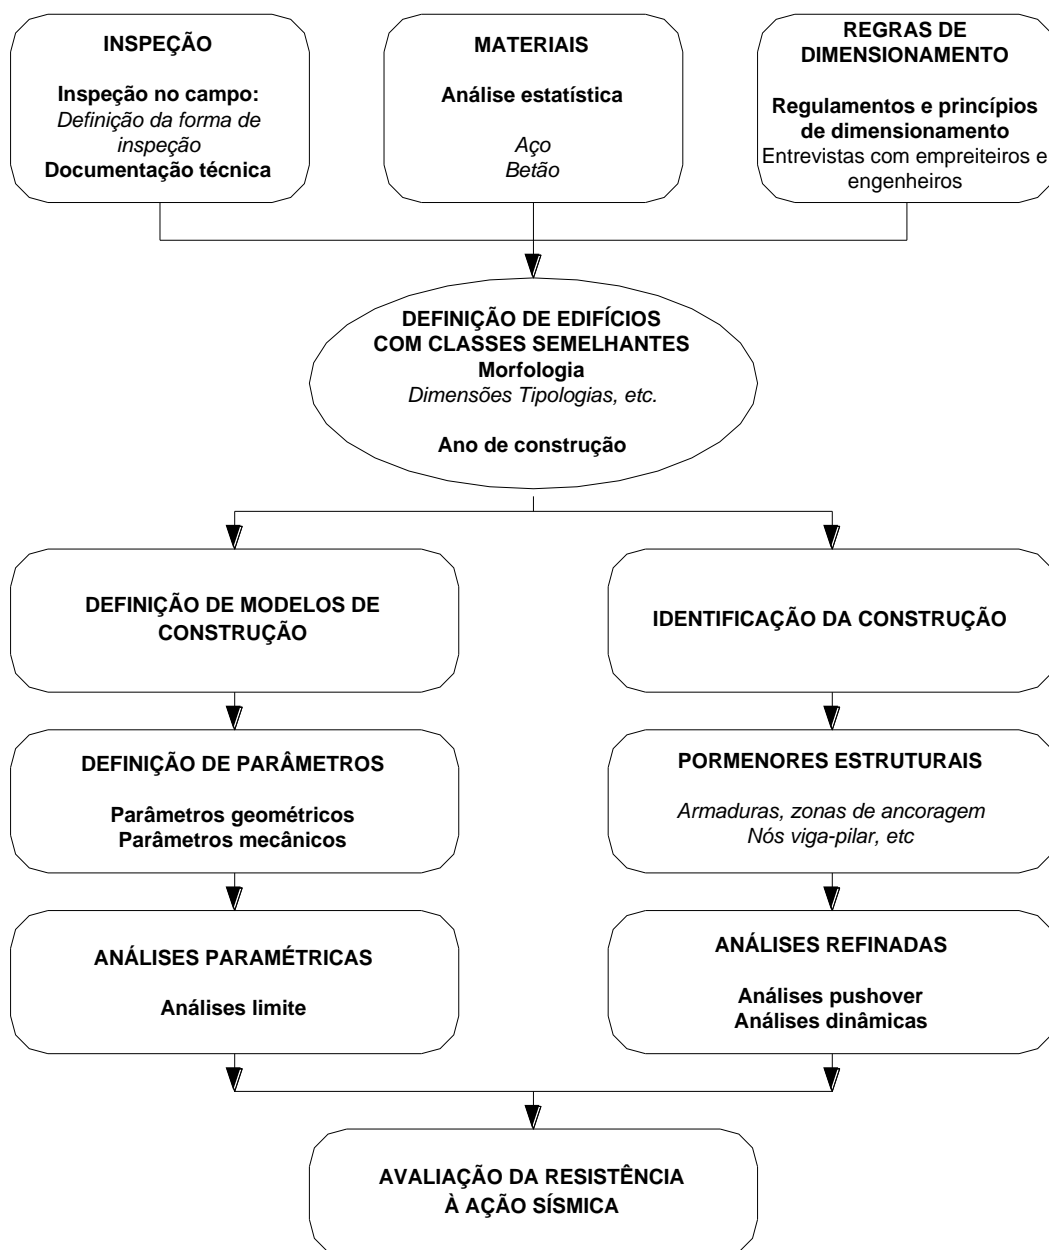 INSPEÇÃO
Inspeção no campo:
Definição da forma de
inspeção
Documentação técnica
MATERIAIS
Análise estatística
Aço
Betão
REGRAS DE
DIMENSIONAMENTO
Regulamentos e princípios
de dimensionamento
Entrevistas com empreiteiros e
engenheiros
DEFINIÇÃO DE EDIFÍCIOS
COM CLASSES SEMELHANTES
Morfologia
Dimensões Tipologias, etc.
Ano de construção
DEFINIÇÃO DE MODELOS DE
CONSTRUÇÃO
IDENTIFICAÇÃO DA CONSTRUÇÃO
DEFINIÇÃO DE PARÂMETROS
Parâmetros geométricos
Parâmetros mecânicos
PORMENORES ESTRUTURAIS
Armaduras, zonas de ancoragem
Nós viga-pilar, etc
ANÁLISES PARAMÉTRICAS
Análises limite
ANÁLISES REFINADAS
Análises pushover
Análises dinâmicas
AVALIAÇÃO DA RESISTÊNCIA
À AÇÃO SÍSMICA